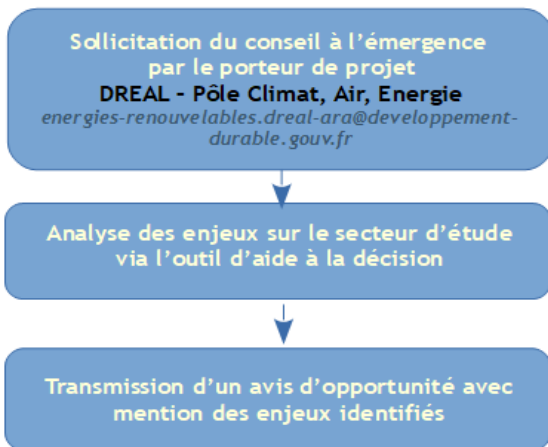 Sollicitation du conseil à l'émergence
par le porteur de projet
DREAL – Pôle Climat, Air, Energie
energies-renouvelables.dreal-ara@developpement-
durable.gouv.fr
Analyse des enjeux sur le secteur d'étude
via l'outil d'aide à la décision
Transmission d'un avis d'opportunité avec
mention des enjeux identifiés